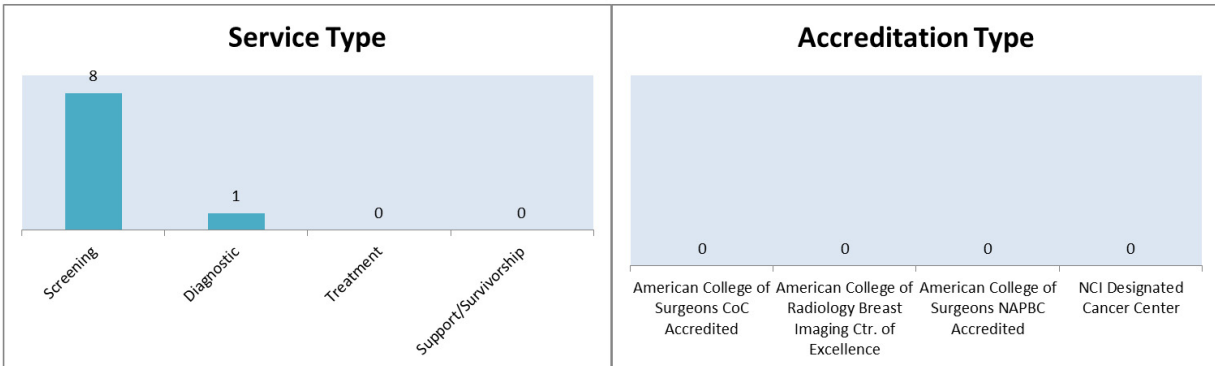 Service Type
8
1
0
0
Screening
Diagnostic
Treatment
Support/Survivorship
Accreditation Type
0
0
0
0
American College of
Surgeons CoC
Accredited
American College of
Radiology Breast
Imaging Ctr. of
Excellence
American College of
Surgeons NAPBC
Accredited
NCI Designated
Cancer Center